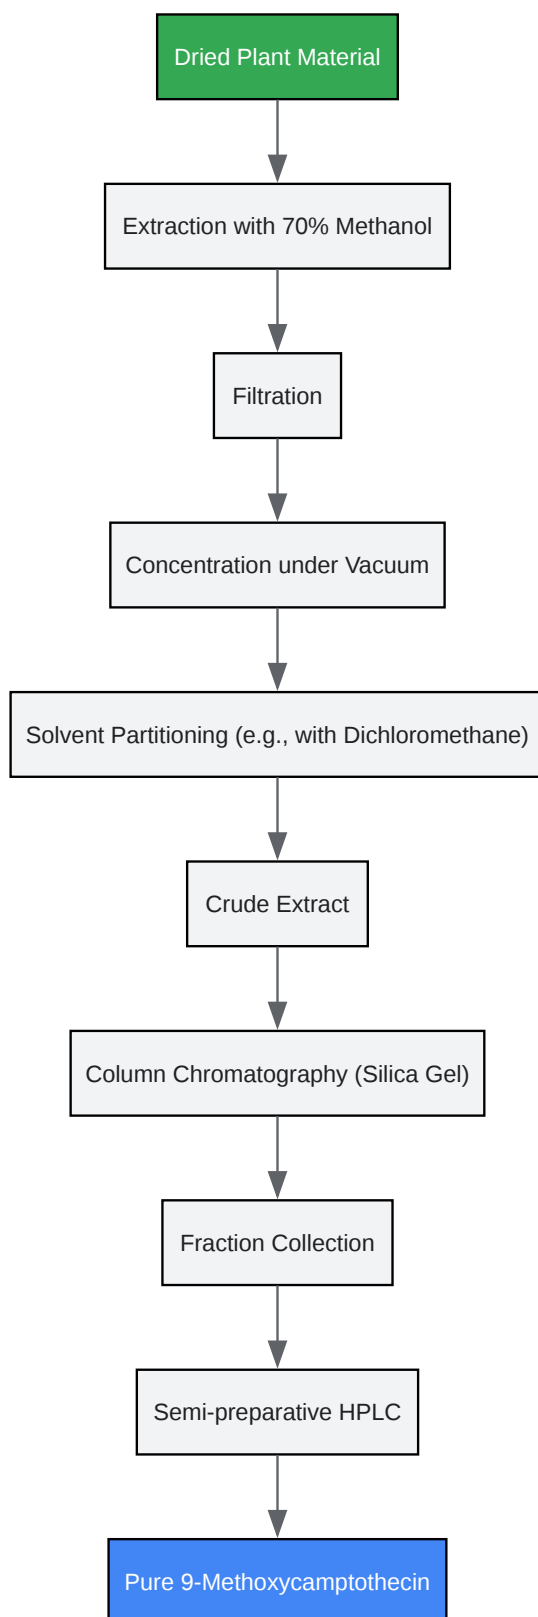 Dried Plant Material
Extraction with 70% Methanol
Filtration
Concentration under Vacuum
Solvent Partitioning (e.g., with Dichloromethane)
Crude Extract
Column Chromatography (Silica Gel)
Fraction Collection
Semi-preparative HPLC
Pure 9-Methoxycamptothecin